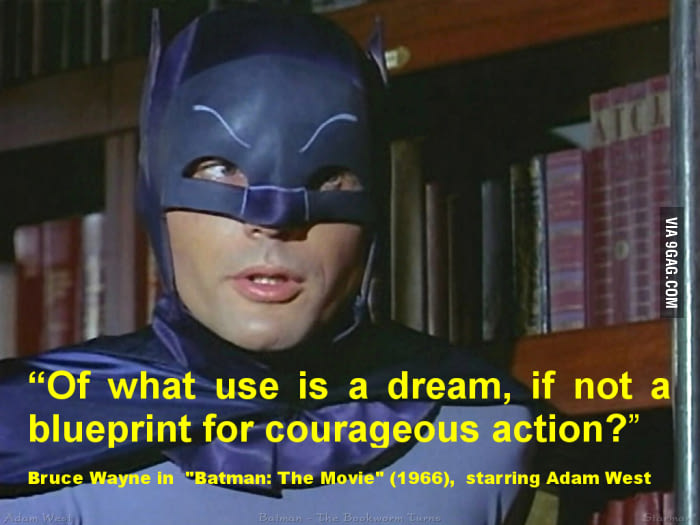 ATCL
VIA 9GAG.COM
“Of what use is a dream, if not a
blueprint for courageous action?”
Bruce Wayne in "Batman: The Movie" (1966), starring Adam West
Adam West
Batman - The Bookworm Turns